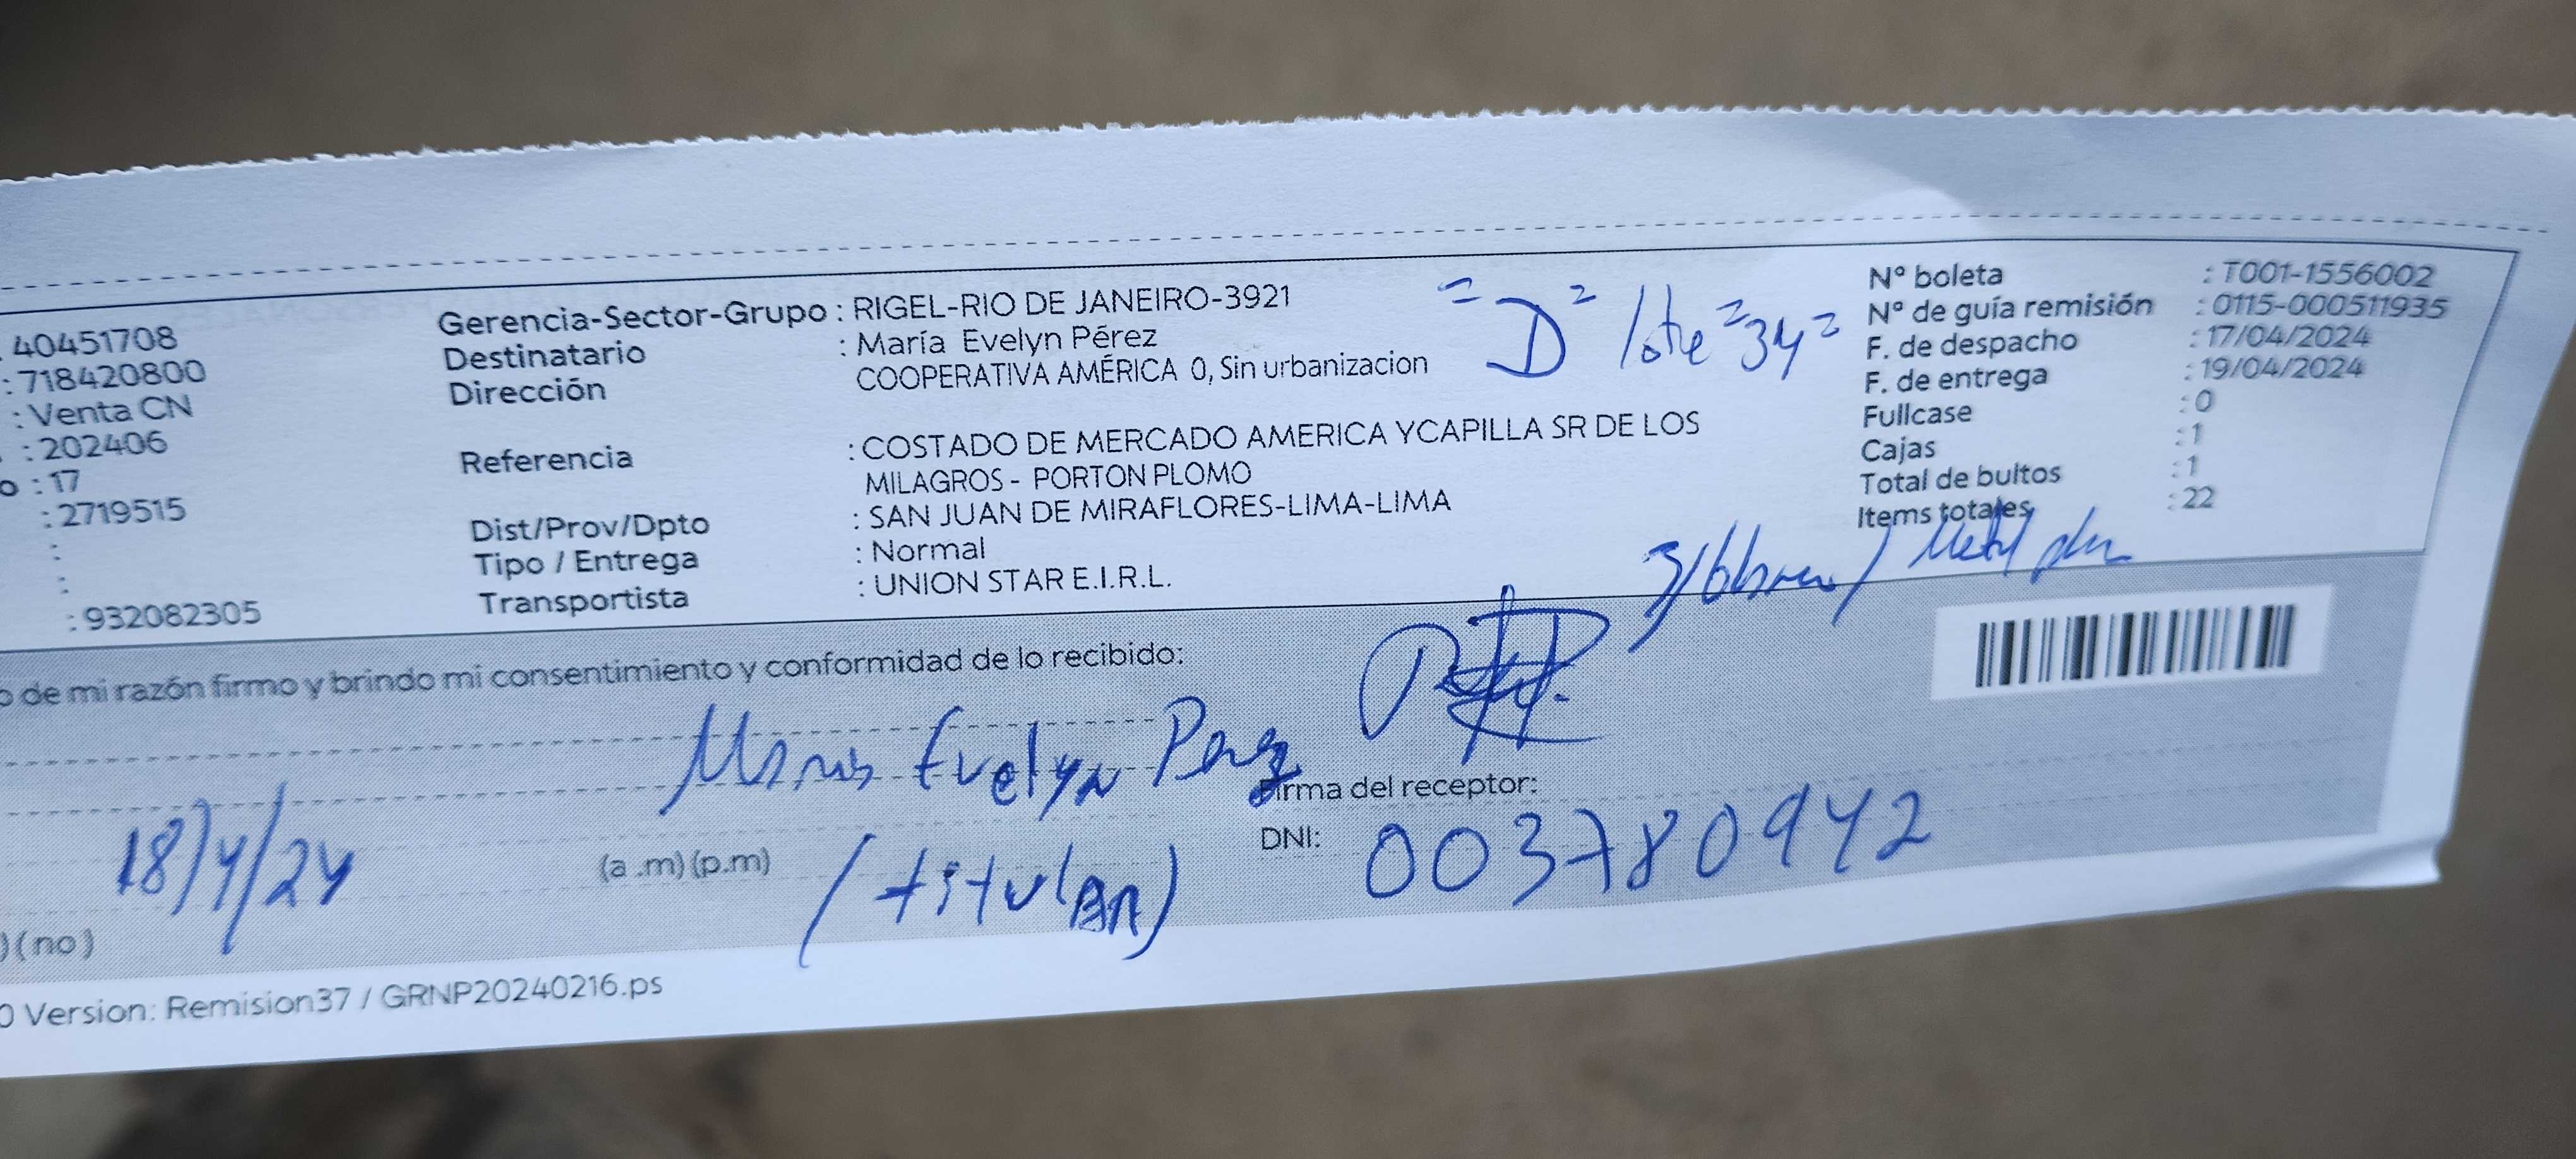 : 40451708
: 718420800
: Venta CN
: 202406
o : 17
: 2719515
:
:
: 932082305
Gerencia-Sector-Grupo : RIGEL-RIO DE JANEIRO-3921
Destinatario : María Evelyn Pérez
Dirección COOPERATIVA AMÉRICA 0, Sin urbanizacion
"D" lote "34"
Referencia : COSTADO DE MERCADO AMERICA YCAPILLA SR DE LOS
MILAGROS - PORTON PLOMO
Dist/Prov/Dpto : SAN JUAN DE MIRAFLORES-LIMA-LIMA
Tipo / Entrega : Normal
Transportista : UNION STAR E.I.R.L.
Nº boleta : T001-1556002
Nº de guía remisión : 0115-000511935
F. de despacho : 17/04/2024
F. de entrega : 19/04/2024
Fullcase : 0
Cajas : 1
Total de bultos : 1
Items totales : 22
o de mi razón firmo y brindo mi consentimiento y conformidad de lo recibido:
Maria Evelyn Perez
Firma del receptor:
18/4/24 (a .m) (p.m) (titular)
DNI: 003780942
) (no)
0 Version: Remision37 / GRNP20240216.ps